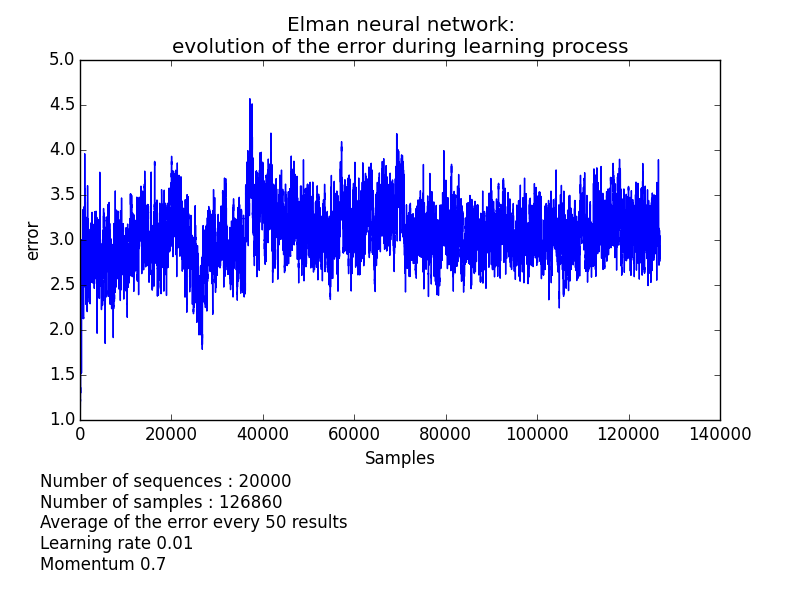 Elman neural network:
evolution of the error during learning process
5.0
4.5
4.0
3.5
3.0
2.5
2.0
1.5
1.0
error
0 20000 40000 60000 80000 100000 120000 140000
Samples
Number of sequences : 20000
Number of samples : 126860
Average of the error every 50 results
Learning rate 0.01
Momentum 0.7